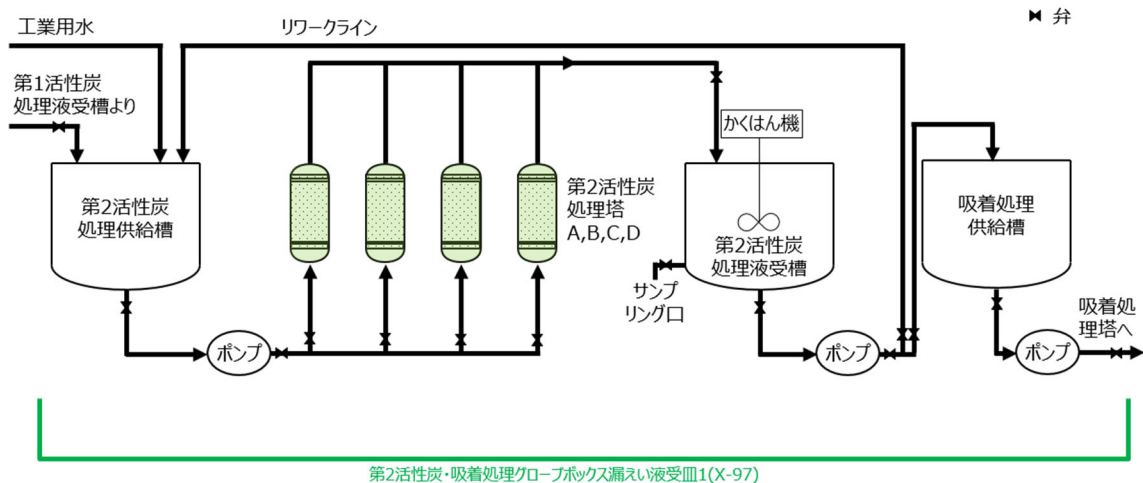 弁
工業用水
リワークライン
第1活性炭
処理液受槽より
かくはん機
第2活性炭
処理供給槽
第2活性炭
処理塔
A,B,C,D
第2活性炭
処理液受槽
吸着処理
供給槽
サンプ
リング口
吸着処
理塔へ
ポンプ
ポンプ
ポンプ
第2活性炭・吸着処理グローブボックス漏えい液受皿1(X-97)